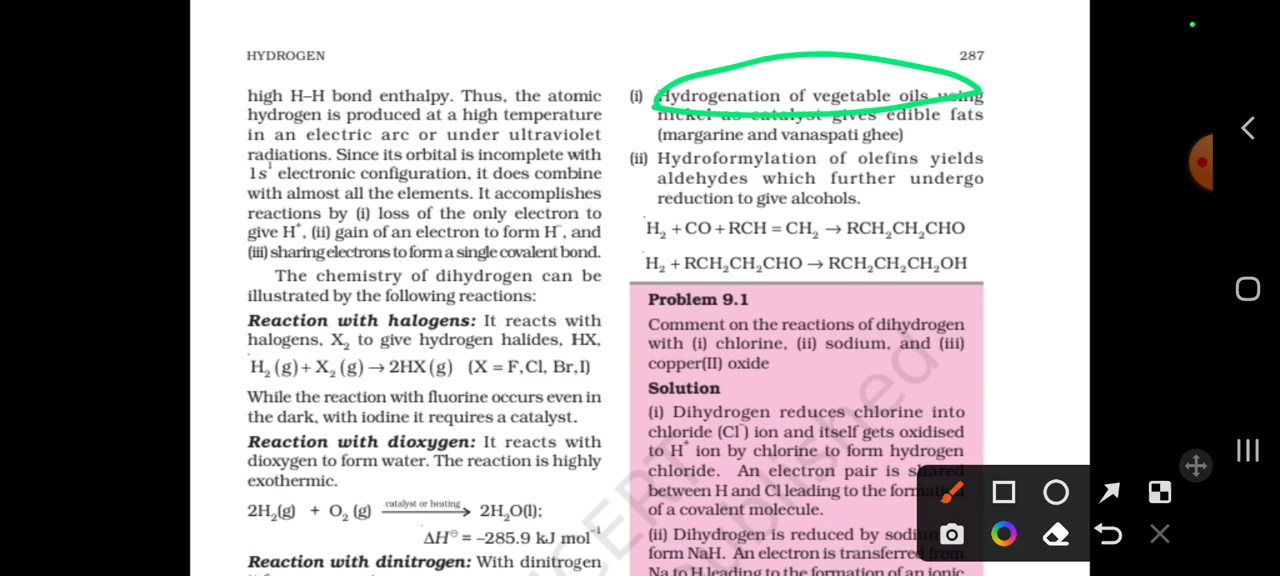 HYDROGEN
287
high H–H bond enthalpy. Thus, the atomic
hydrogen is produced at a high temperature
in an electric arc or under ultraviolet
radiations. Since its orbital is incomplete with
1s¹ electronic configuration, it does combine
with almost all the elements. It accomplishes
reactions by (i) loss of the only electron to
give H⁺, (ii) gain of an electron to form H⁻, and
(iii) sharing electrons to form a single covalent bond.
The chemistry of dihydrogen can be
illustrated by the following reactions:
Reaction with halogens: It reacts with
halogens, X₂ to give hydrogen halides, HX,
H₂ (g) + X₂ (g) → 2HX (g) (X = F,Cl, Br,I)
While the reaction with fluorine occurs even in
the dark, with iodine it requires a catalyst.
Reaction with dioxygen: It reacts with
dioxygen to form water. The reaction is highly
exothermic.
catalyst or heating
2H₂(g) + O₂ (g) → 2H₂O(l);
ΔH⊖ = –285.9 kJ mol⁻¹
Reaction with dinitrogen: With dinitrogen
(i) Hydrogenation of vegetable oils using
nickel as catalyst gives edible fats
(margarine and vanaspati ghee)
(ii) Hydroformylation of olefins yields
aldehydes which further undergo
reduction to give alcohols.
H₂ + CO + RCH = CH₂ → RCH₂CH₂CHO
H₂ + RCH₂CH₂CHO → RCH₂CH₂CH₂OH
Problem 9.1
Comment on the reactions of dihydrogen
with (i) chlorine, (ii) sodium, and (iii)
copper(II) oxide
Solution
(i) Dihydrogen reduces chlorine into
chloride (Cl⁻) ion and itself gets oxidised
to H⁺ ion by chlorine to form hydrogen
chloride. An electron pair is shared
between H and Cl leading to the formation
of a covalent molecule.
(ii) Dihydrogen is reduced by sodium
form NaH. An electron is transferred from
Na to H leading to the formation of an ionic
NCERT
published